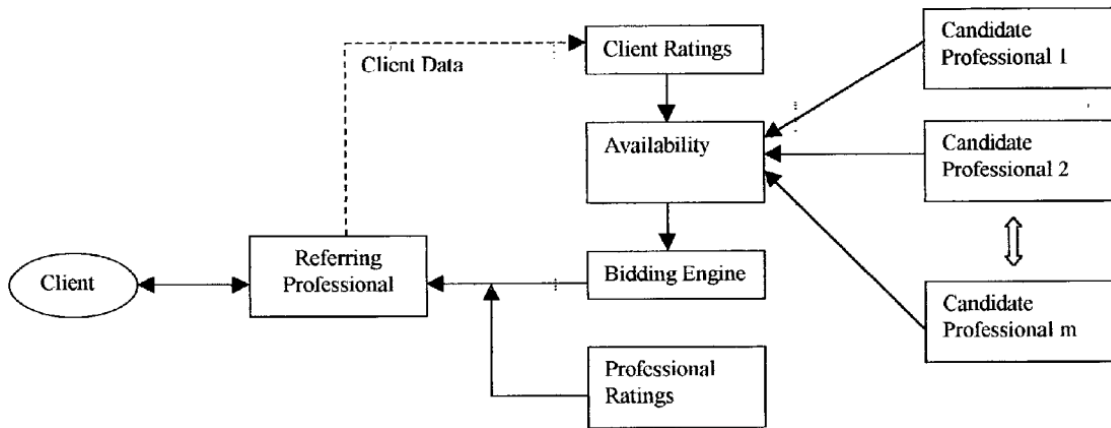 Client Data
Client Ratings
Availability
Bidding Engine
Professional
Ratings
Client
Referring
Professional
Candidate
Professional 1
Candidate
Professional 2
Candidate
Professional m